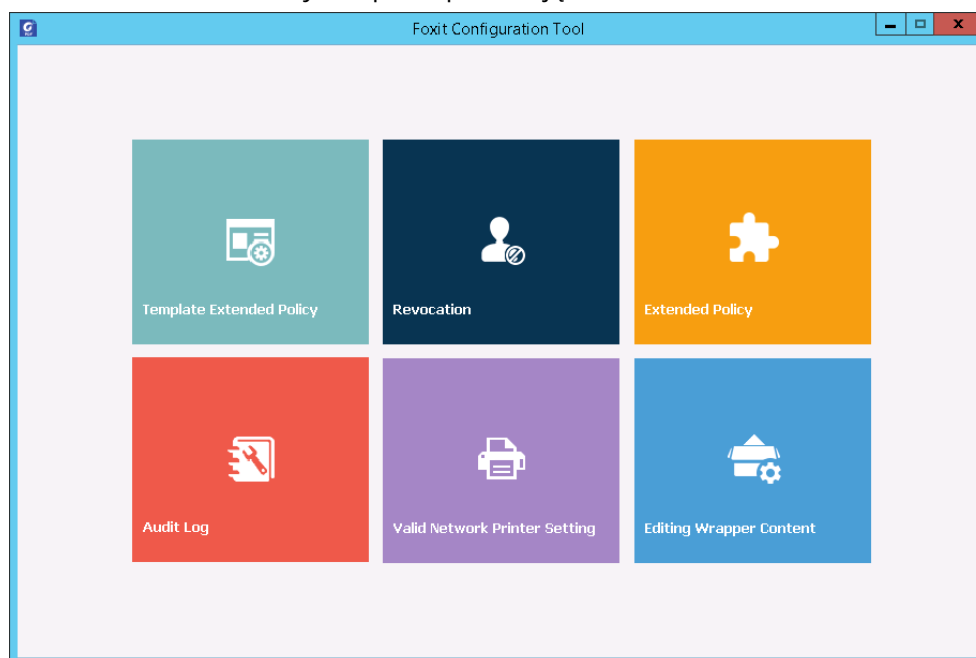 Foxit Configuration Tool
Template Extended Policy
Revocation
Extended Policy
Audit Log
Valid Network Printer Setting
Editing Wrapper Content